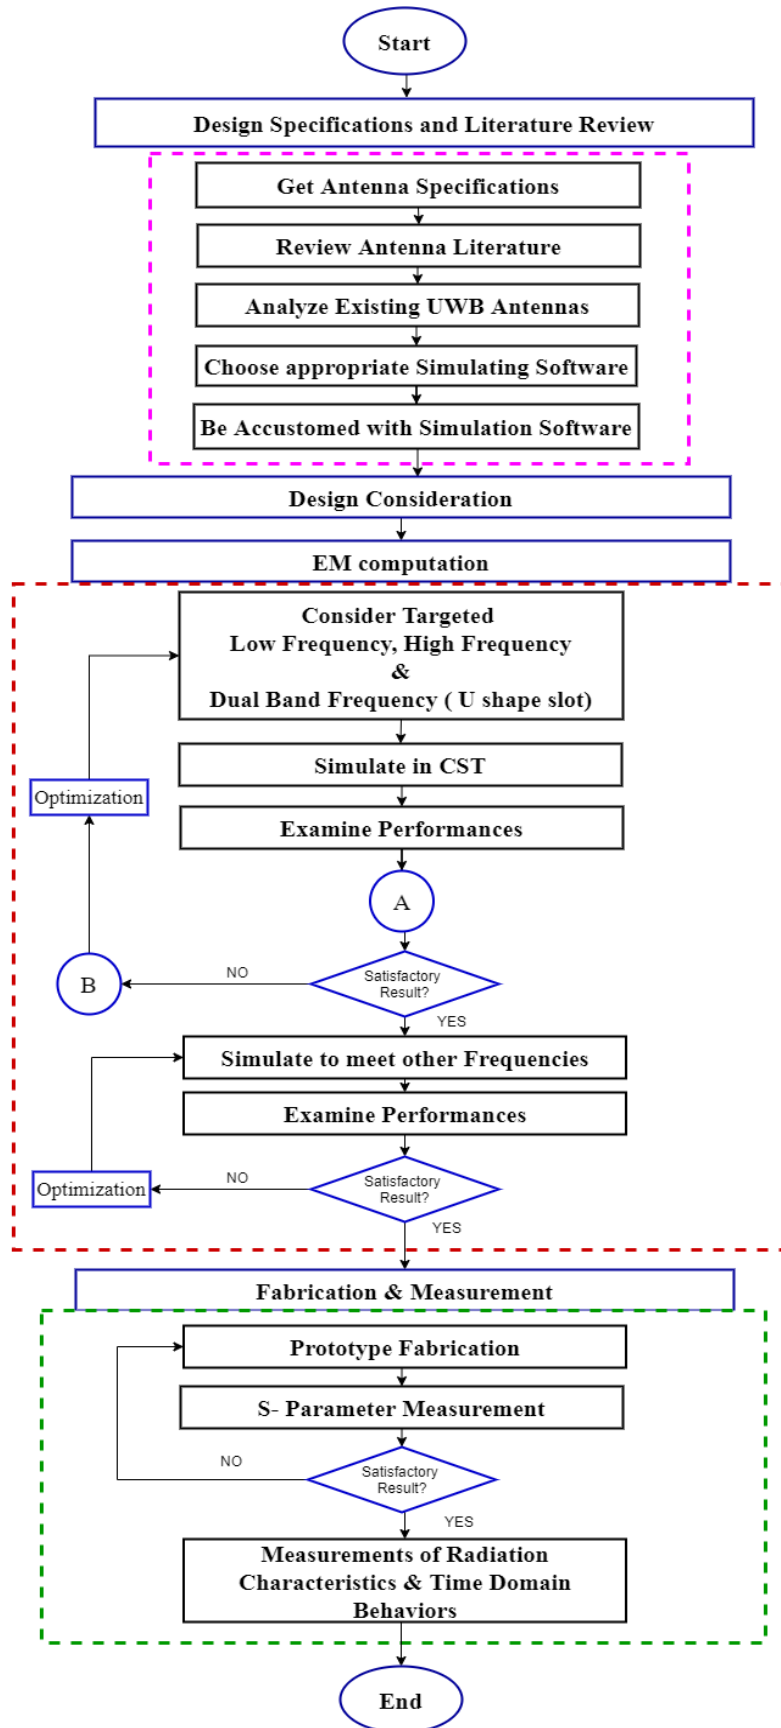 Start
Design Specifications and Literature Review
Get Antenna Specifications
Review Antenna Literature
Analyze Existing UWB Antennas
Choose appropriate Simulating Software
Be Accustomed with Simulation Software
Design Consideration
EM computation
Consider Targeted
Low Frequency, High Frequency
&
Dual Band Frequency ( U shape slot)
Optimization
Simulate in CST
Examine Performances
A
B
NO
Satisfactory
Result?
YES
Simulate to meet other Frequencies
Examine Performances
Optimization
NO
Satisfactory
Result?
YES
Fabrication & Measurement
Prototype Fabrication
S- Parameter Measurement
NO
Satisfactory
Result?
YES
Measurements of Radiation
Characteristics & Time Domain
Behaviors
End